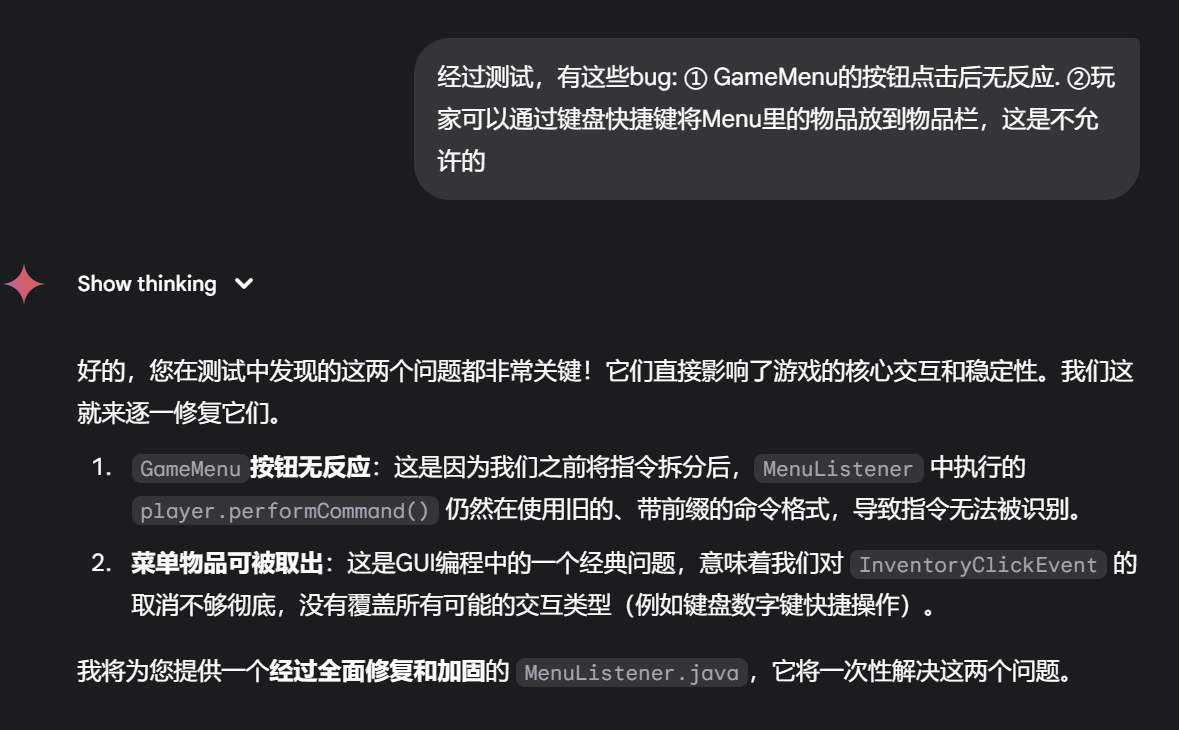 经过测试，有这些bug: ① GameMenu的按钮点击后无反应. ②玩
家可以通过键盘快捷键将Menu里的物品放到物品栏，这是不允
许的
Show thinking
好的，您在测试中发现的这两个问题都非常关键！它们直接影响了游戏的核心交互和稳定性。我们这
就来逐一修复它们。
1. GameMenu 按钮无反应：这是因为我们之前将指令拆分后， MenuListener 中执行的
player.performCommand() 仍然在使用旧的、带前缀的命令格式，导致指令无法被识别。
2. 菜单物品可被取出：这是GUI编程中的一个经典问题，意味着我们对 InventoryClickEvent 的
取消不够彻底，没有覆盖所有可能的交互类型（例如键盘数字键快捷操作）。
我将为您提供一个经过全面修复和加固的 MenuListener.java ，它将一次性解决这两个问题。